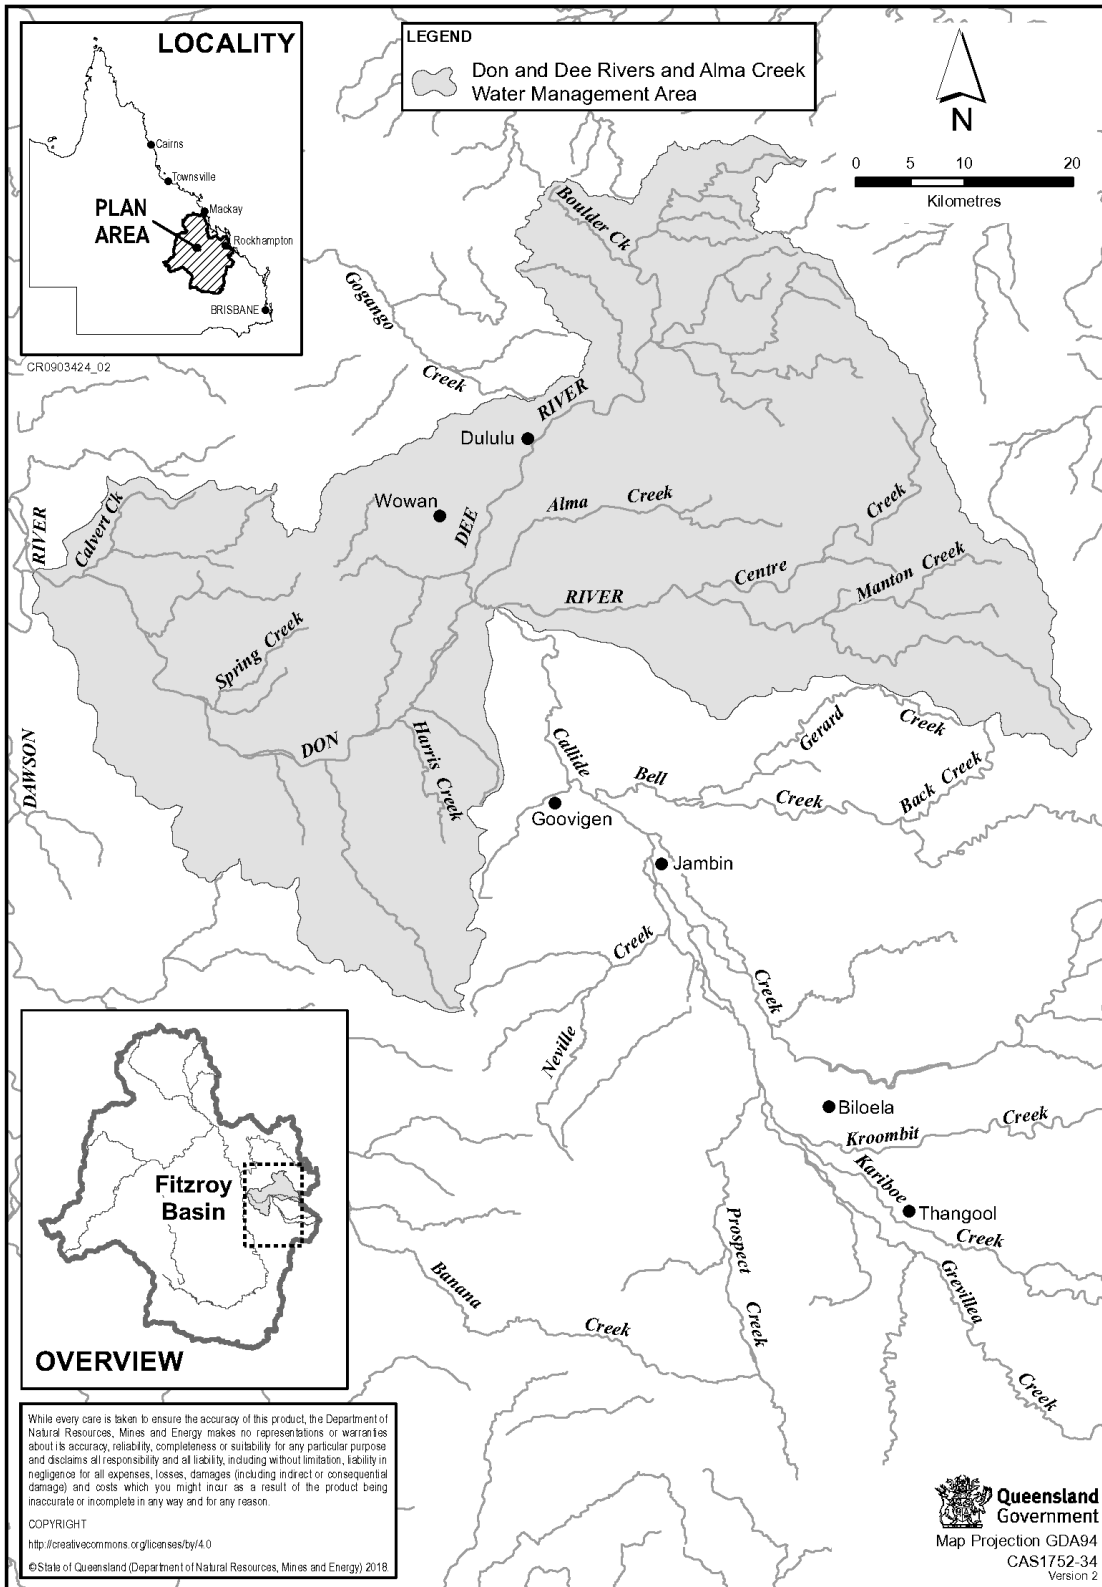 LOCALITY
Cairns
Townsville
Mackay
PLAN
AREA
Rockhampton
BRISBANE
CR0903424_02
LEGEND
Don and Dee Rivers and Alma Creek
Water Management Area
N
0 5 10 20
Kilometres
Boulder Ck
Gogango
Creek
RIVER
Dululu
Wowan
DEE
Alma Creek
Creek
RIVER
Calvert Ck
Centre
Manton Creek
RIVER
Spring Creek
DON
Harris Creek
DAWSON
Callide
Gerard
Creek
Bell
Creek
Back Creek
Goovigen
Jambin
Creek
Creek
Neville
Biloela
Creek
Kroombit
Kariboe
Thangool
Creek
Prospect
Creek
Grevillea
Creek
Banana
Creek
Fitzroy
Basin
OVERVIEW
While every care is taken to ensure the accuracy of this product, the Department of
Natural Resources, Mines and Energy makes no representations or warranties
about its accuracy, reliability, completeness or suitability for any particular purpose
and disclaims all responsibility and all liability, including without limitation, liability in
negligence for all expenses, losses, damages (including indirect or consequential
damage) and costs which you might incur as a result of the product being
inaccurate or incomplete in any way and for any reason.
COPYRIGHT
http://creativecommons.org/licenses/by/4.0
© State of Queensland (Department of Natural Resources, Mines and Energy) 2018
Queensland
Government
Map Projection GDA94
CAS1752-34
Version 2